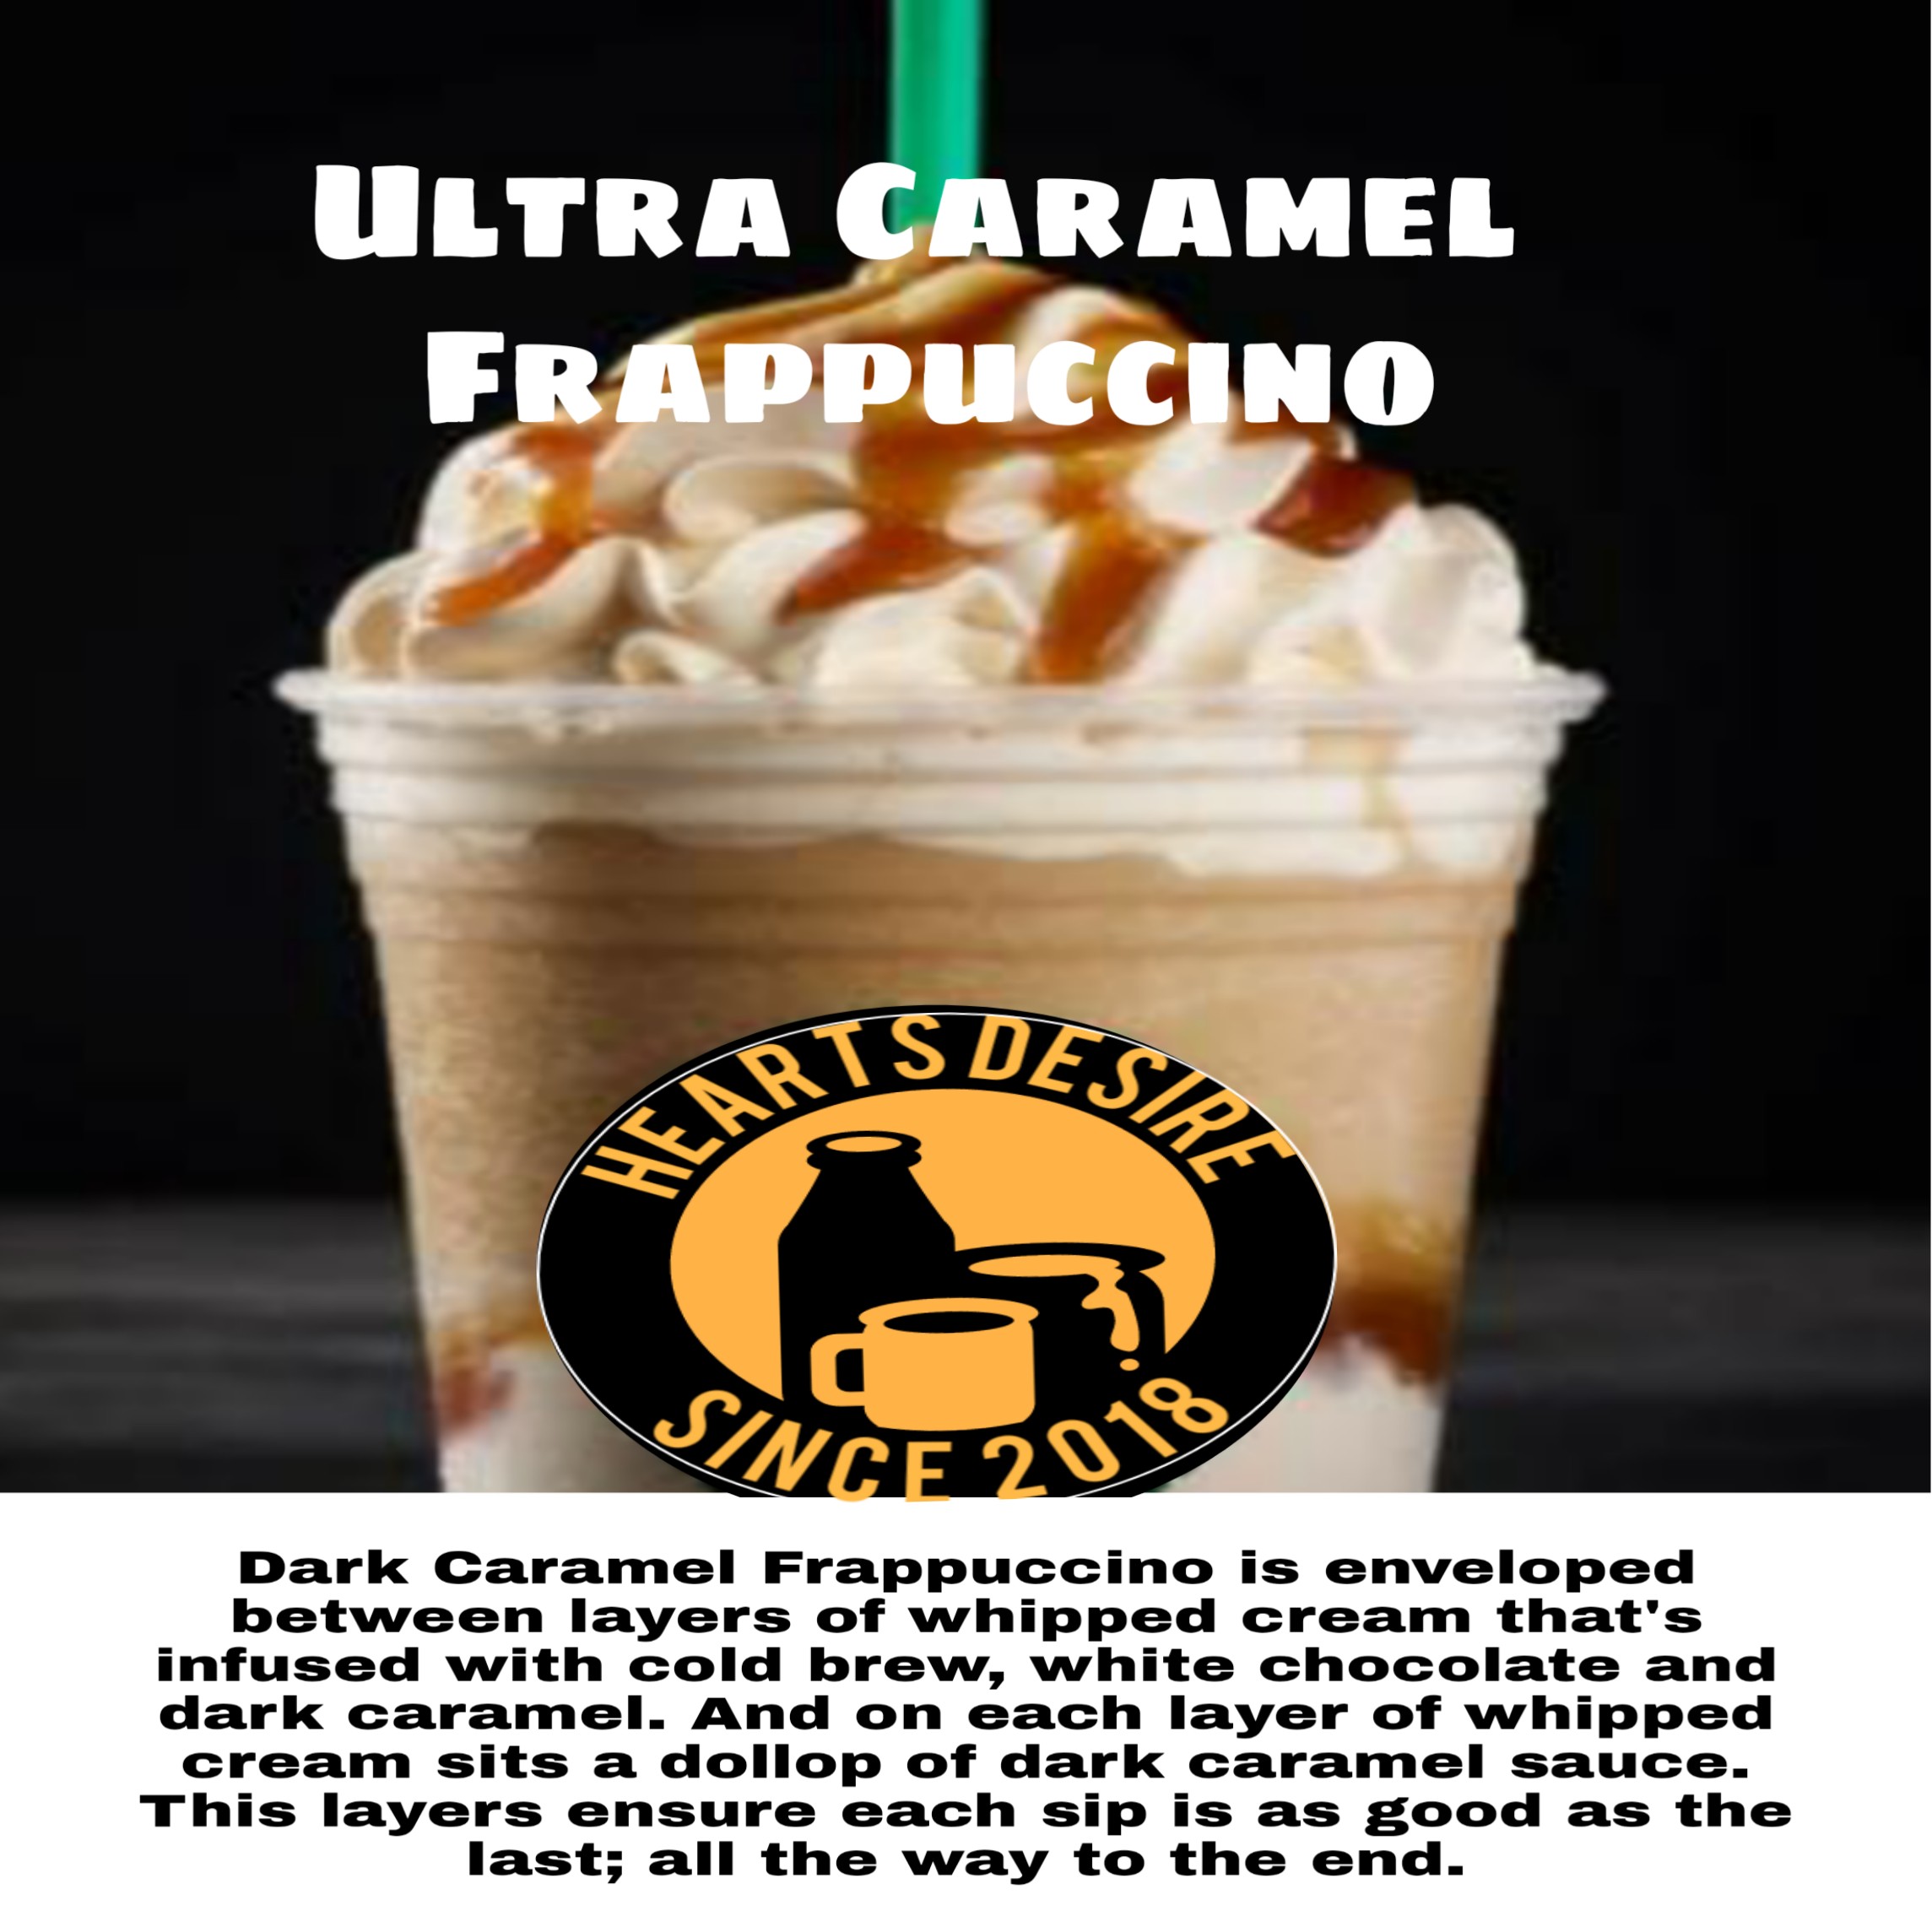 Ultra Caramel
Frappuccino
HEARTS DESIRE
SINCE 2018
Dark Caramel Frappuccino is enveloped
between layers of whipped cream that's
infused with cold brew, white chocolate and
dark caramel. And on each layer of whipped
cream sits a dollop of dark caramel sauce.
This layers ensure each sip is as good as the
last; all the way to the end.